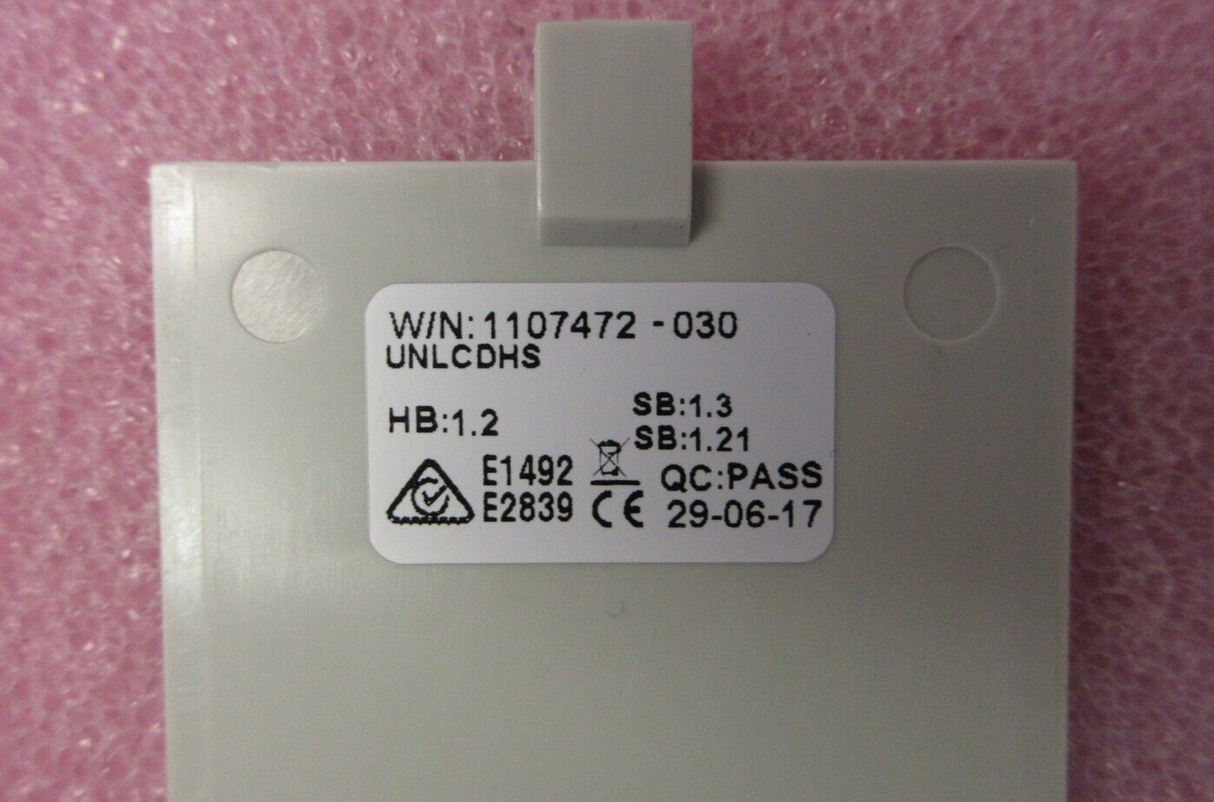 W/N:1107472 -030
UNLCDHS
HB:1.2
SB:1.3
SB:1.21
E1492
E2839
CE
QC:PASS
29-06-17